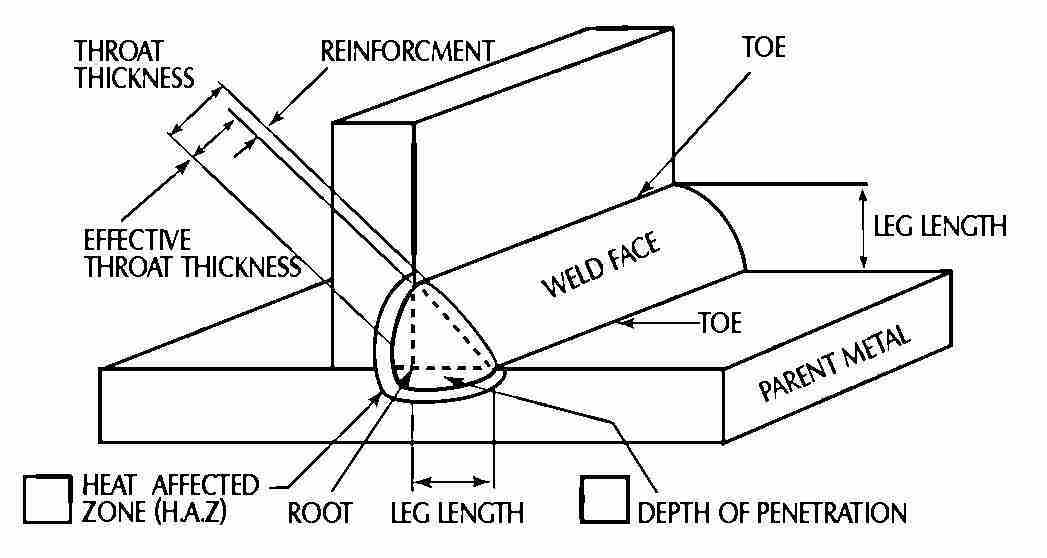 THROAT
THICKNESS
REINFORCMENT
TOE
EFFECTIVE
THROAT THICKNESS
LEG LENGTH
WELD FACE
TOE
PARENT METAL
HEAT AFFECTED
ZONE (H.A.Z)
ROOT
LEG LENGTH
DEPTH OF PENETRATION